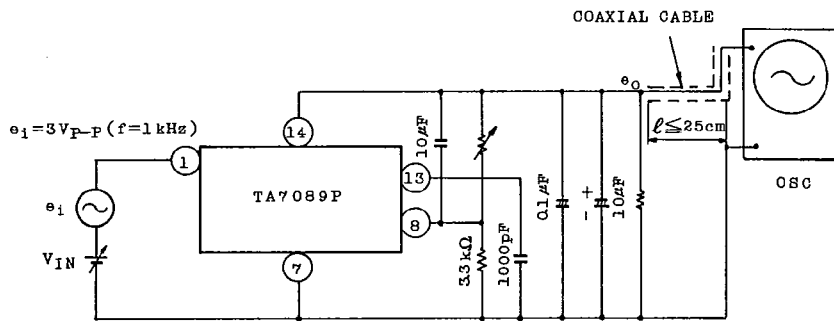 COAXIAL CABLE
eo
ei=3VP-P (f=1kHz)
14
10μF
ℓ≦25cm
1
13
TA7089P
0.1μF
+
-
10μF
OSC
ei
8
VIN
3.3kΩ
1000pF
7